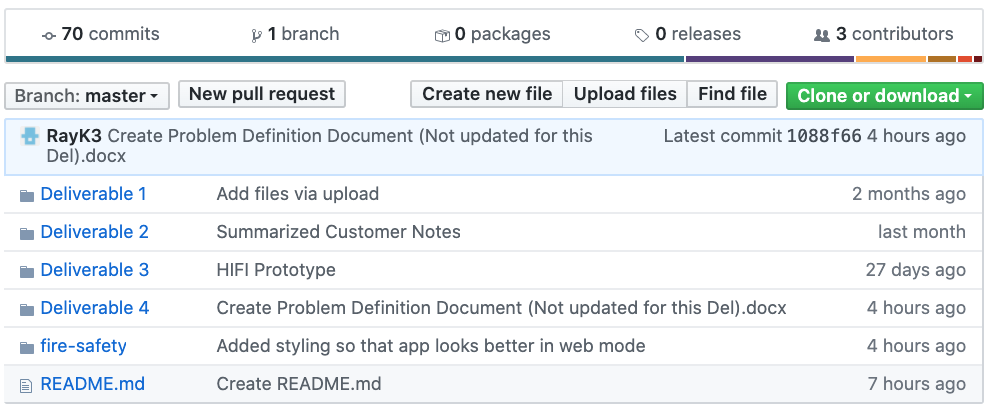 70 commits 1 branch 0 packages 0 releases 3 contributors
Branch: master New pull request Create new file Upload files Find file Clone or download
RayK3 Create Problem Definition Document (Not updated for this Latest commit 1088f66 4 hours ago
Del).docx
Deliverable 1 Add files via upload 2 months ago
Deliverable 2 Summarized Customer Notes last month
Deliverable 3 HIFI Prototype 27 days ago
Deliverable 4 Create Problem Definition Document (Not updated for this Del).docx 4 hours ago
fire-safety Added styling so that app looks better in web mode 4 hours ago
README.md Create README.md 7 hours ago